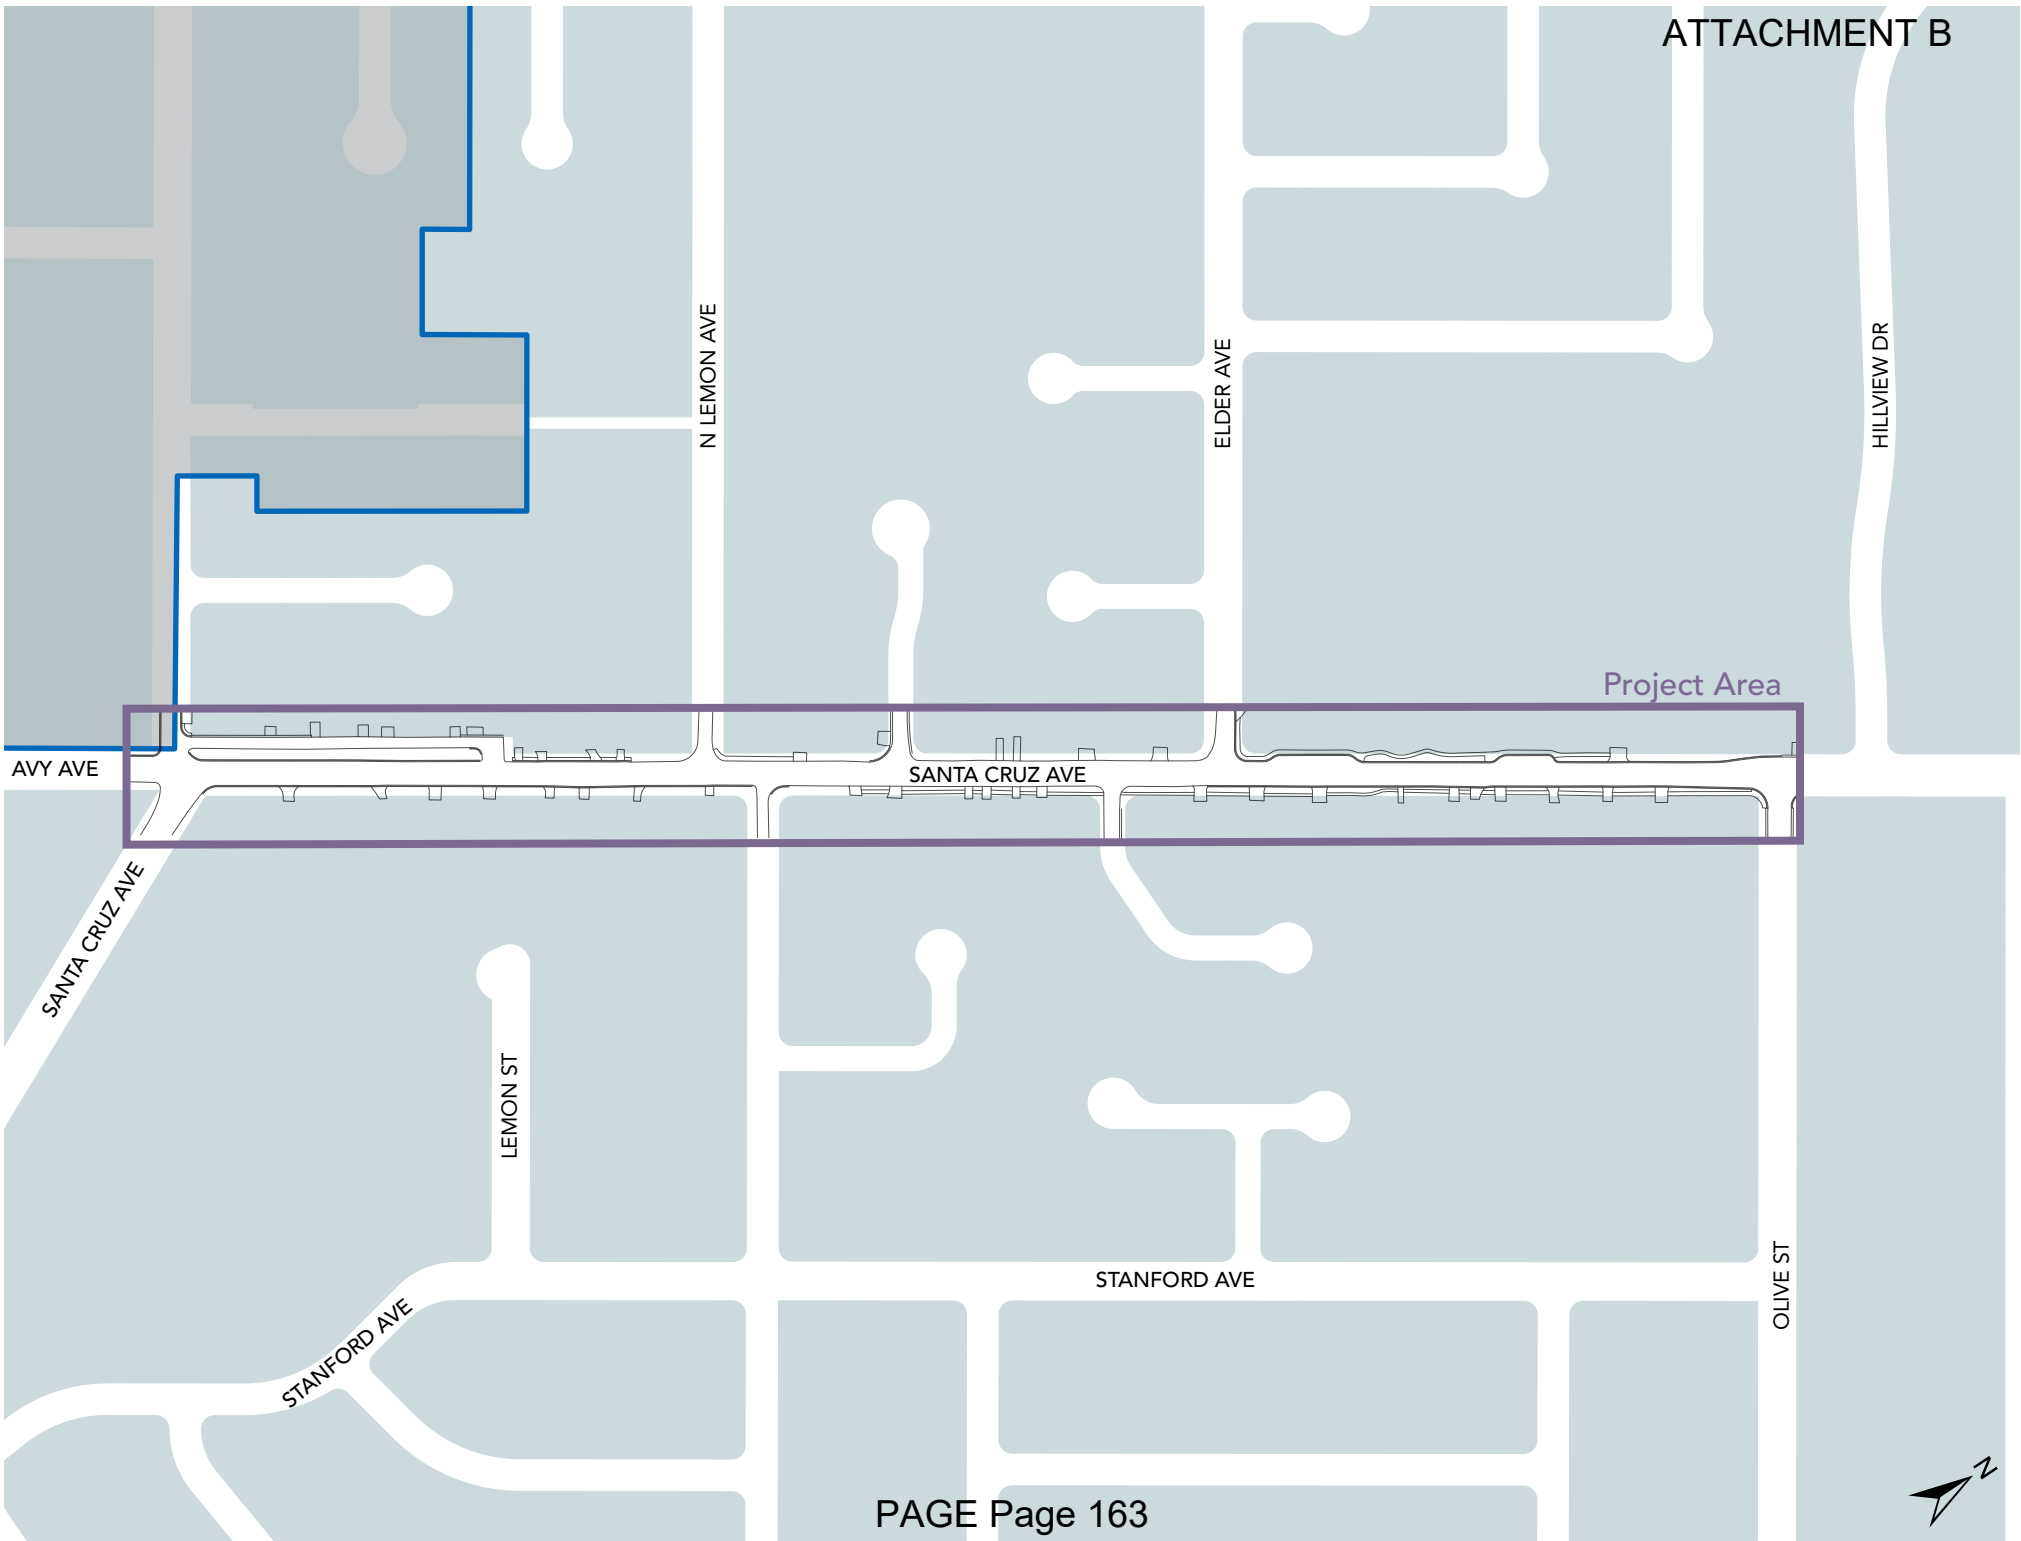 ATTACHMENT B
N LEMON AVE
ELDER AVE
HILLVIEW DR
Project Area
AVY AVE
SANTA CRUZ AVE
SANTA CRUZ AVE
LEMON ST
STANFORD AVE
OLIVE ST
STANFORD AVE
N
PAGE Page 163